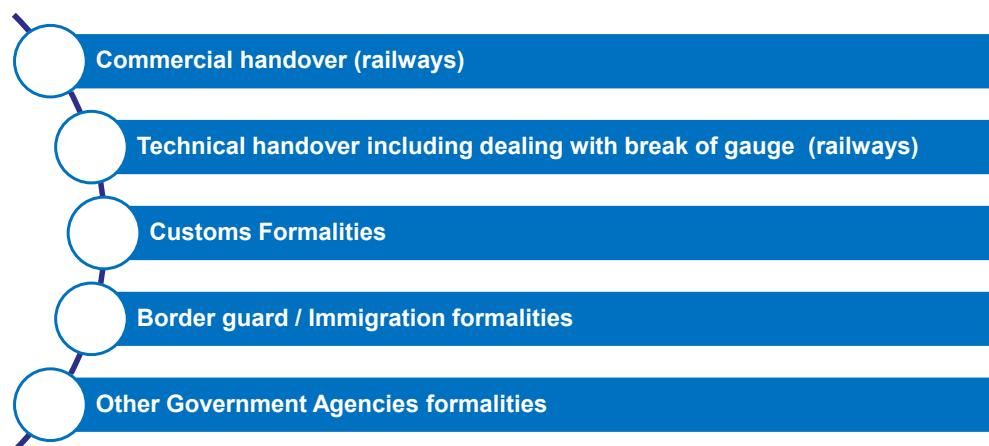 Commercial handover (railways)
Technical handover including dealing with break of gauge  (railways)
Customs Formalities
Border guard / Immigration formalities
Other Government Agencies formalities